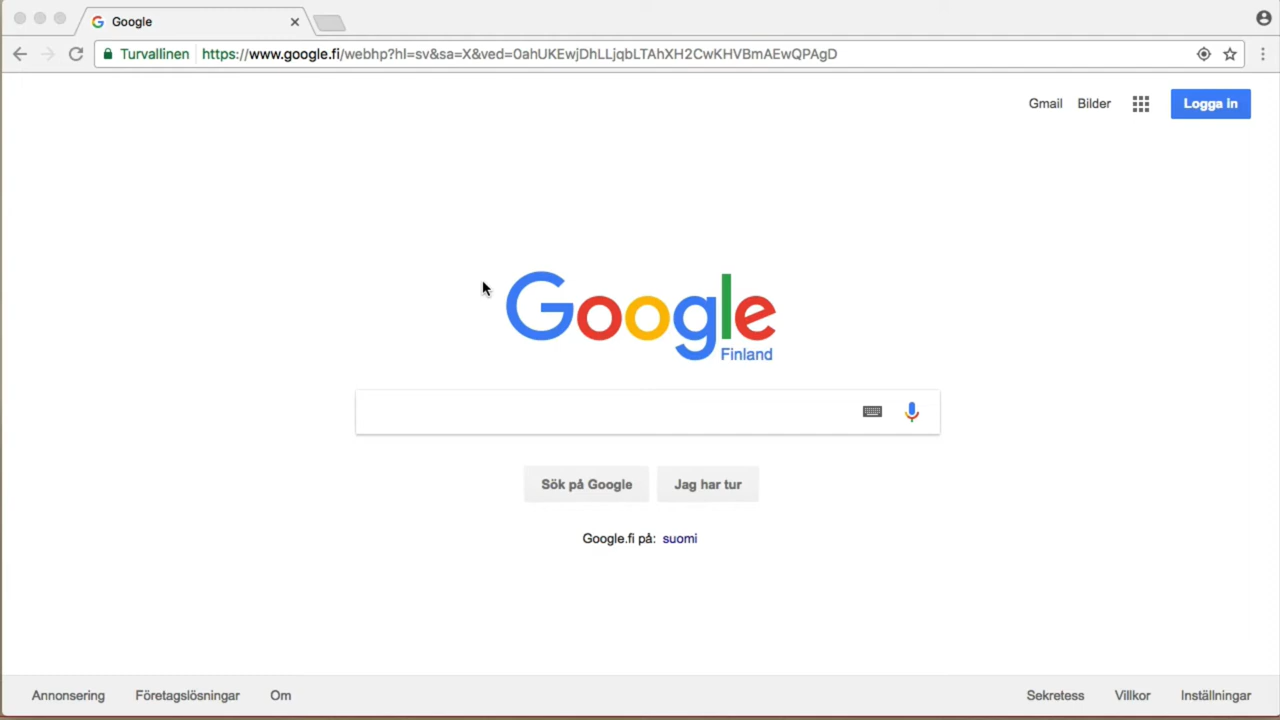 Google
Turvallinen
https://www.google.fi/webhp?hl=sv&sa=X&ved=0ahUKEwjDhLLjqbLTAhXH2CwKHVBmAEwQPAgD
Gmail Bilder Logga in
Google
Finland
Sök på Google Jag har tur
Google.fi på: suomi
Annonsering Företagslösningar Om Sekretess Villkor Inställningar